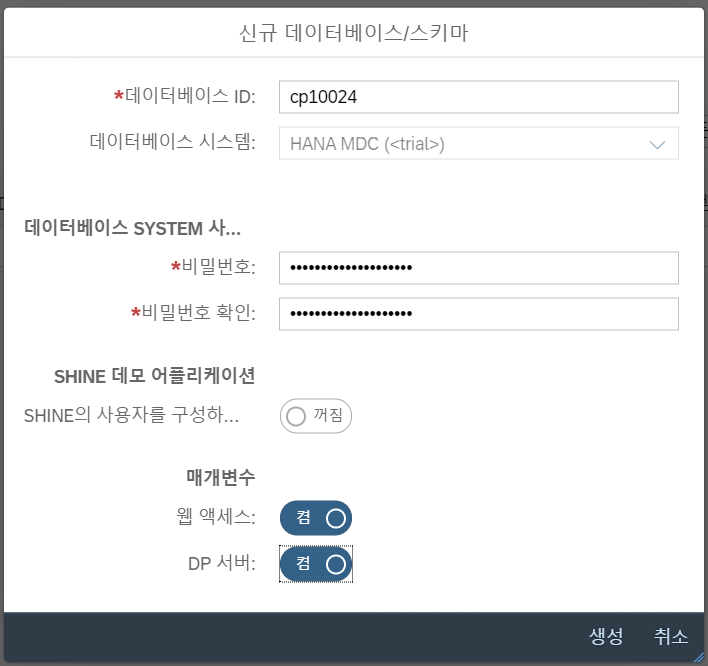 신규 데이터베이스/스키마
*데이터베이스 ID: cp10024
데이터베이스 시스템: HANA MDC (<trial>)
데이터베이스 SYSTEM 사...
*비밀번호: ••••••••••••••••••••
*비밀번호 확인: ••••••••••••••••••••
SHINE 데모 어플리케이션
SHINE의 사용자를 구성하... 꺼짐
매개변수
웹 액세스: 켬
DP 서버: 켬
생성 취소